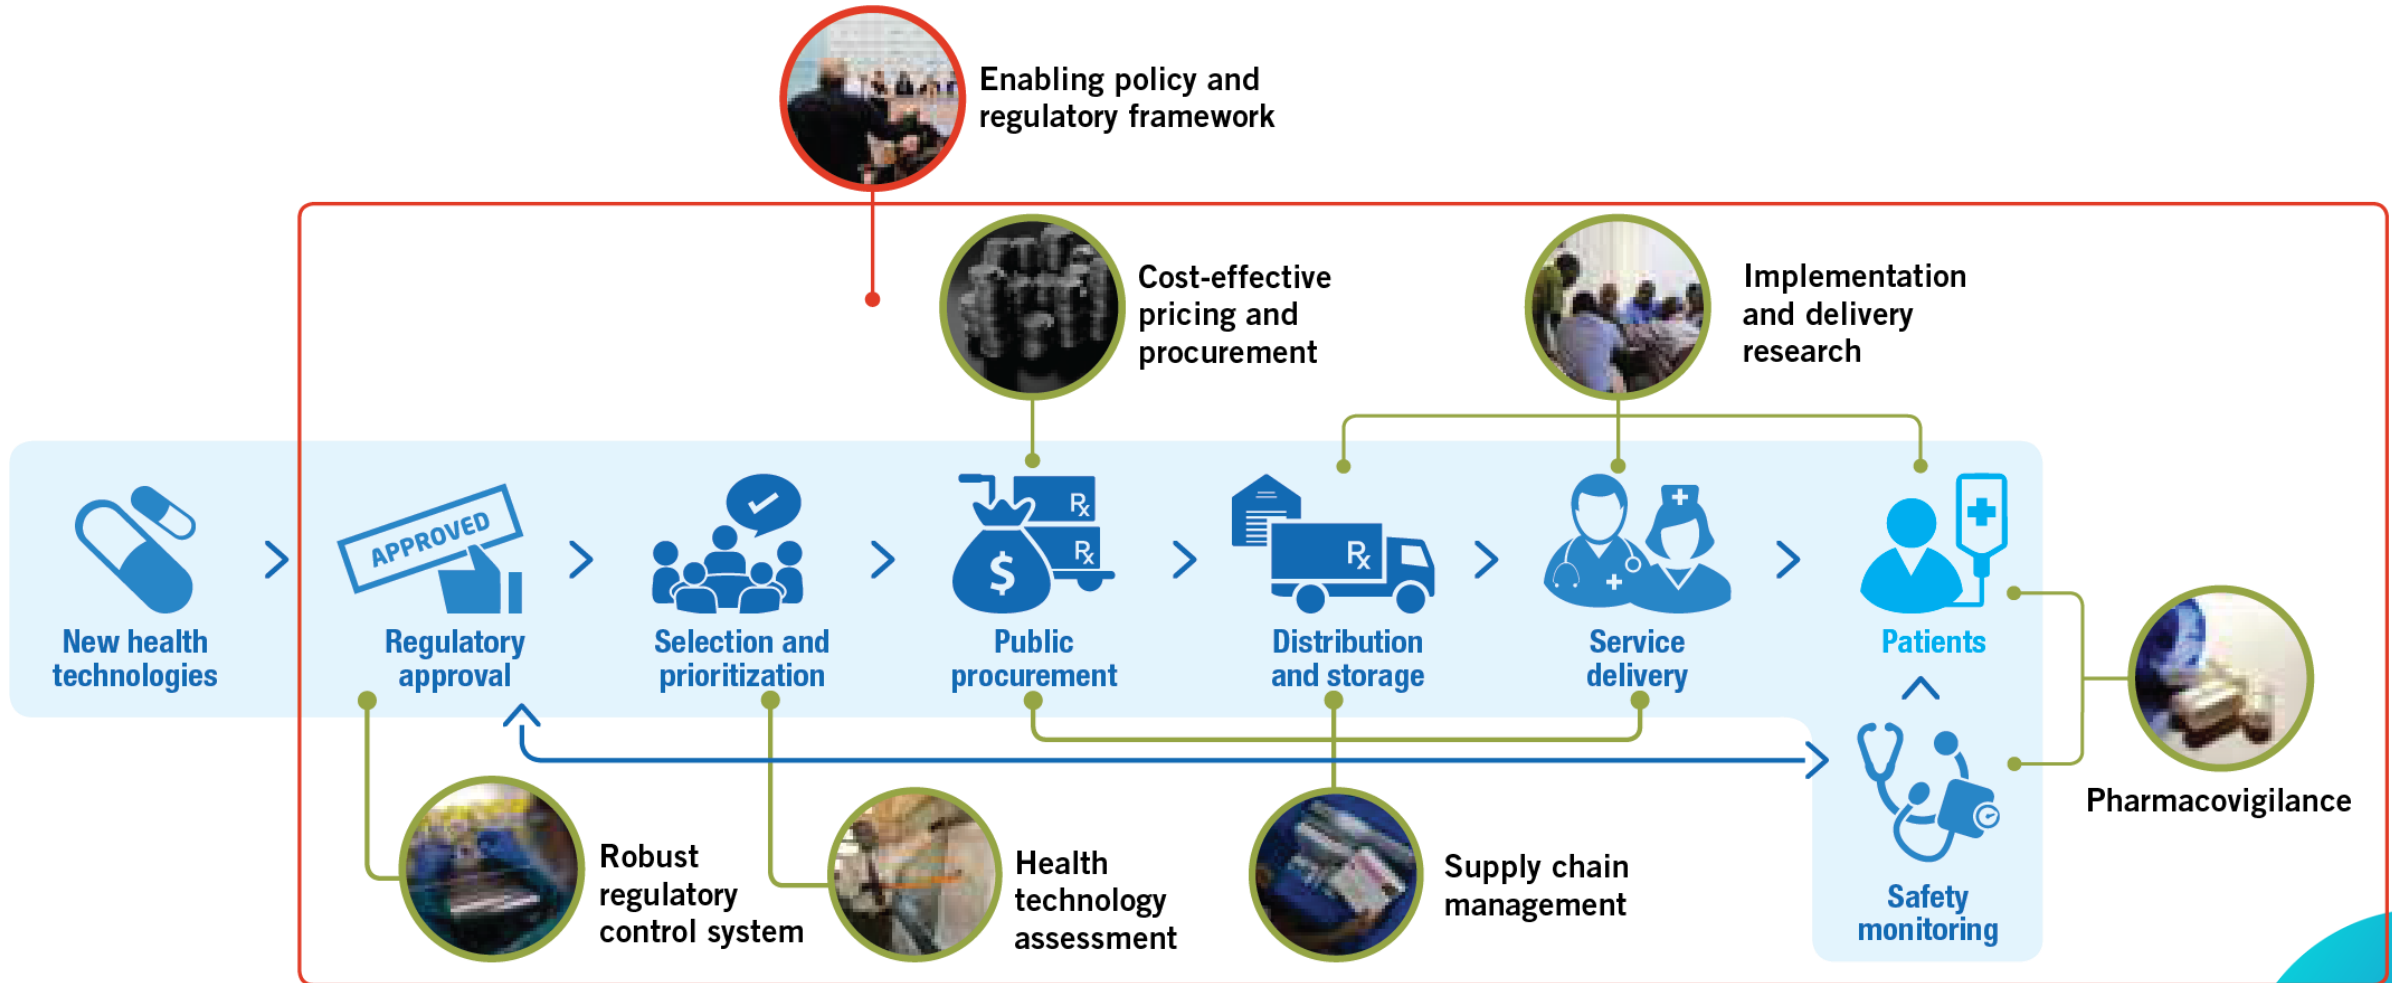 Enabling policy and
regulatory framework
Cost-effective
pricing and
procurement
Implementation
and delivery
research
APPROVED
Rx
Rx
$
Rx
New health
technologies
Regulatory
approval
Selection and
prioritization
Public
procurement
Distribution
and storage
Service
delivery
Patients
Robust
regulatory
control system
Health
technology
assessment
Supply chain
management
Safety
monitoring
Pharmacovigilance